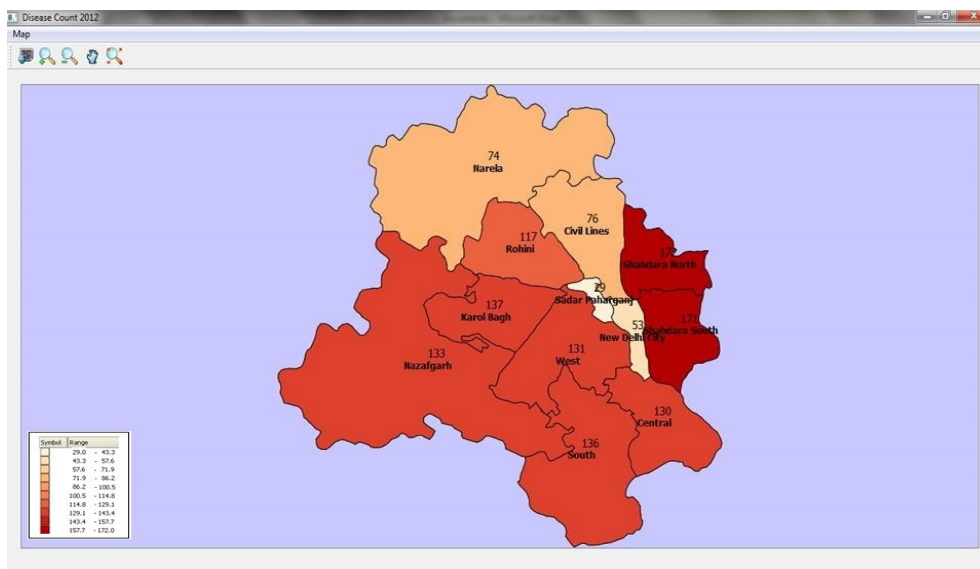 Disease Count 2012
Map
74
Narela
76
Civil Lines
117
Rohini
172
Shahdara North
29
Sadar Paharganj
137
Karol Bagh
53
New Delhi City
171
Shahdara South
133
Nazafgarh
131
West
130
Central
136
South
Symbol Range
29.0 - 43.3
43.3 - 57.6
57.6 - 71.9
71.9 - 86.2
86.2 - 100.5
100.5 - 114.8
114.8 - 129.1
129.1 - 143.4
143.4 - 157.7
157.7 - 172.0